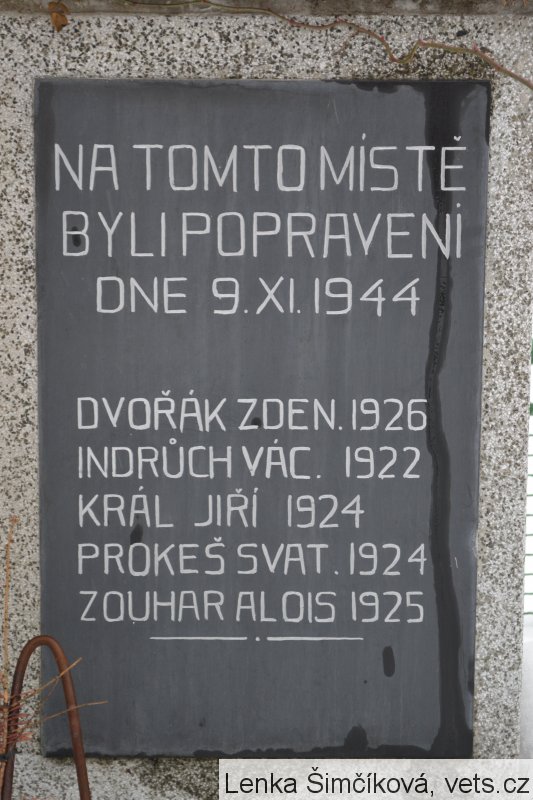 NA TOMTO MÍSTĚ
BYLI POPRAVENI
DNE 9. XI. 1944
DVOŘÁK ZDEN. 1926
INDRŮCH VÁC. 1922
KRÁL JIŘÍ 1924
PROKEŠ SVAT. 1924
ZOUHAR ALOIS 1925
Lenka Šimčíková, vets.cz